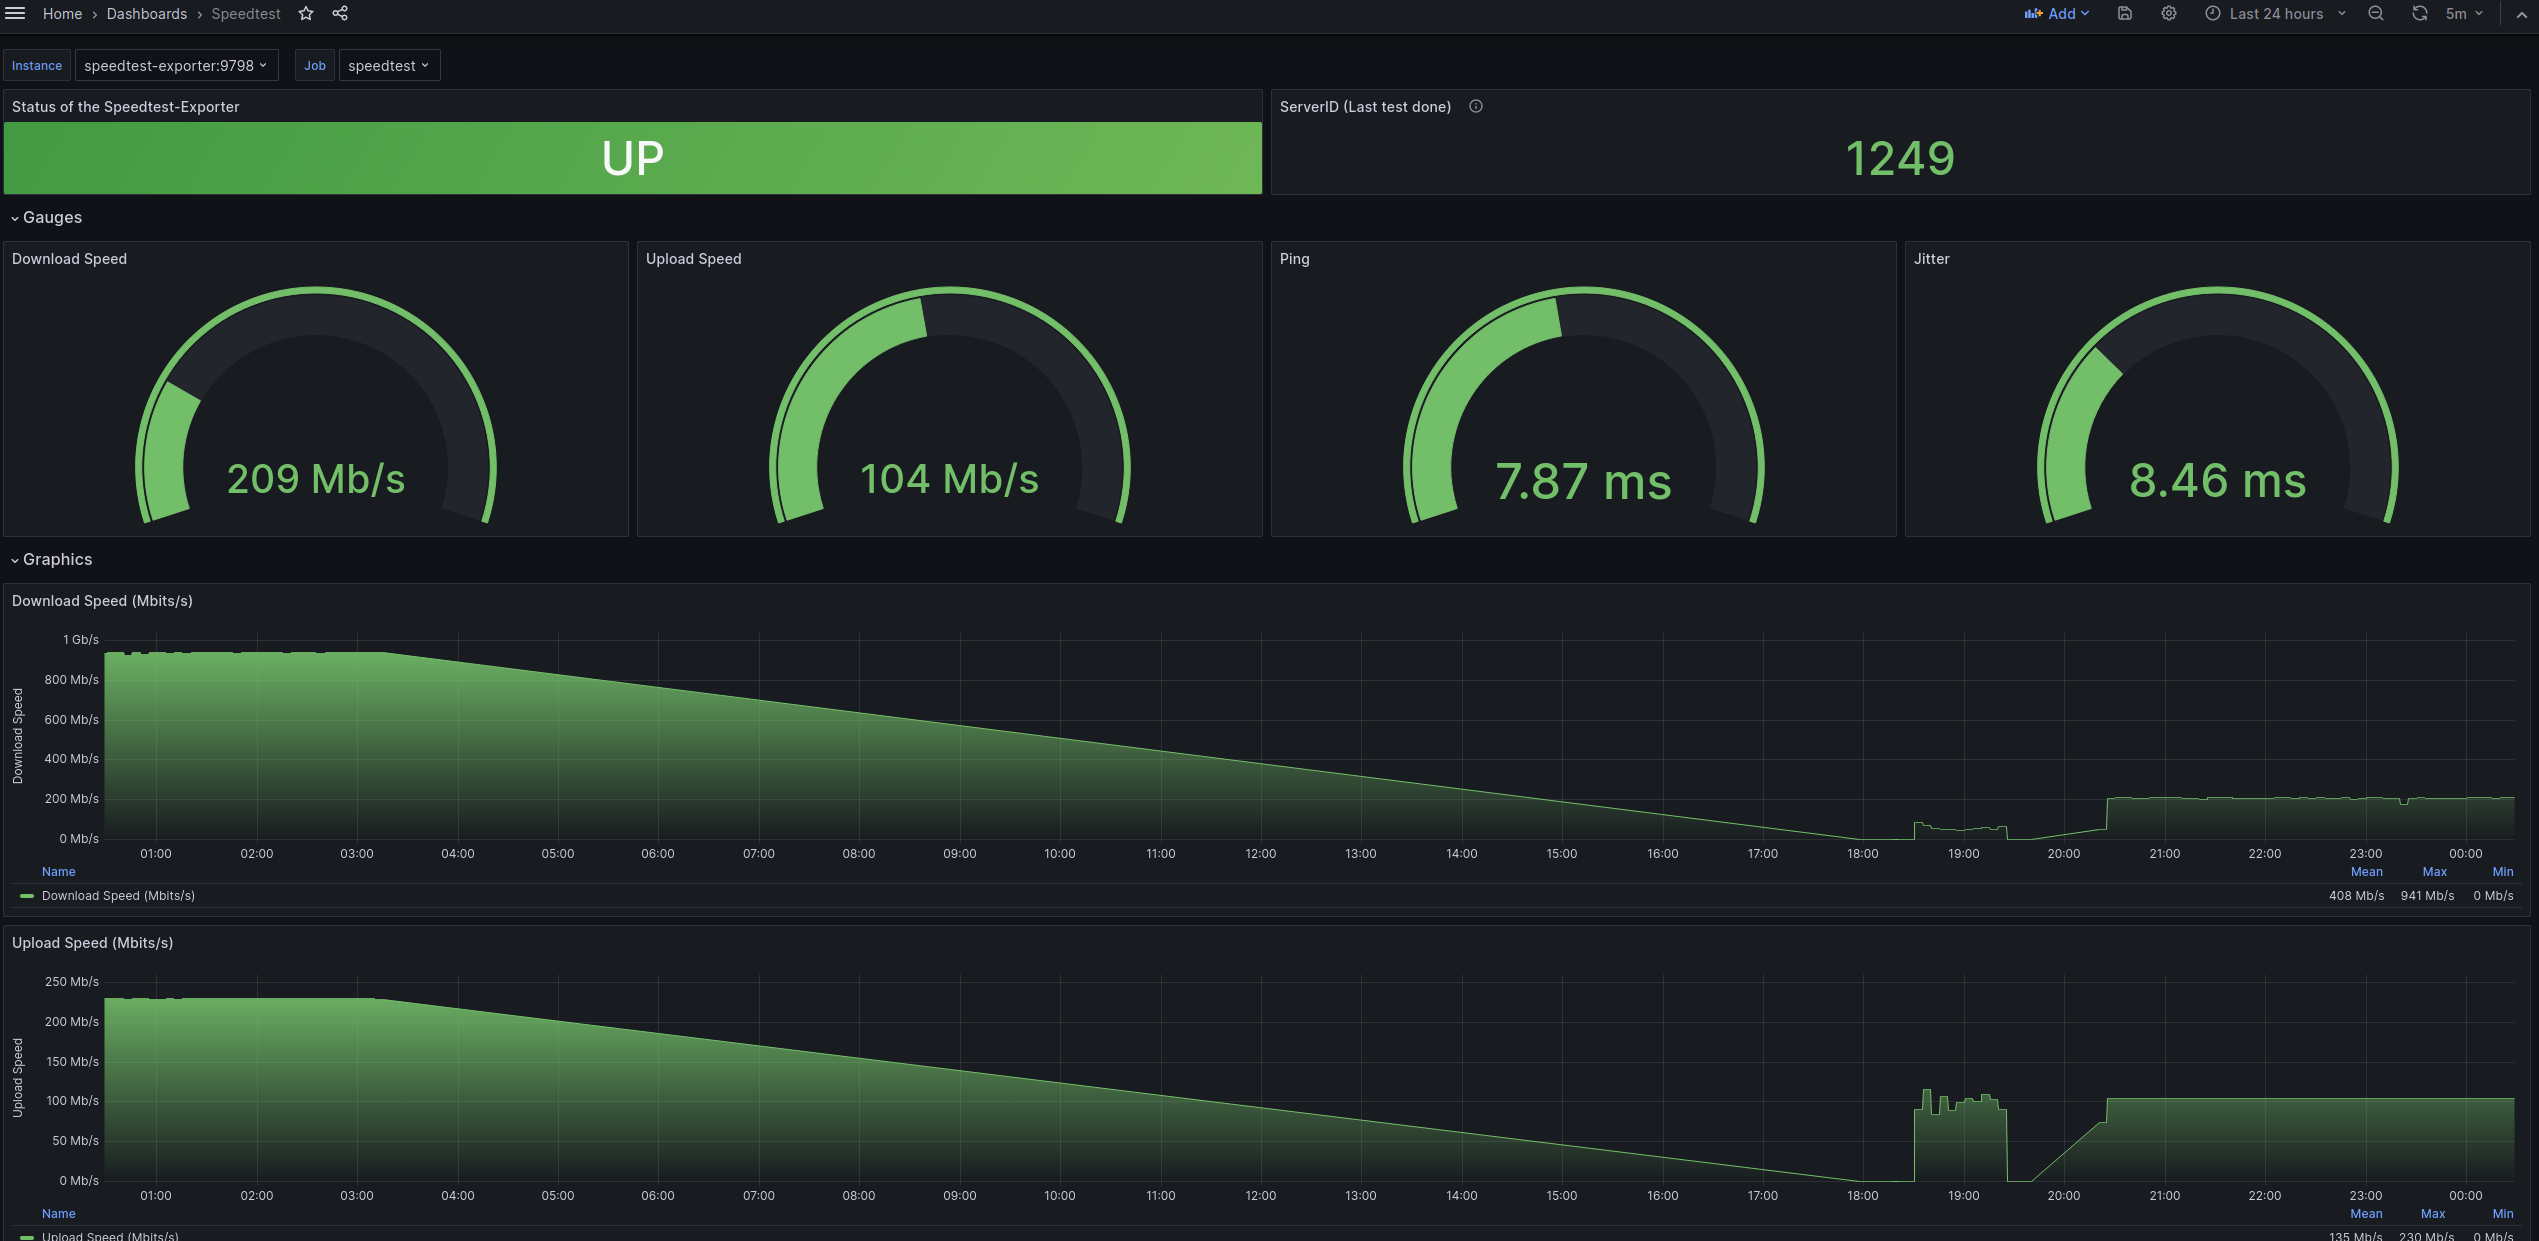 Home › Dashboards › Speedtest Add Last 24 hours 5m
Instance speedtest-exporter:9798 Job speedtest
Status of the Speedtest-Exporter
UP
ServerID (Last test done)
1249
Gauges
Download Speed
209 Mb/s
Upload Speed
104 Mb/s
Ping
7.87 ms
Jitter
8.46 ms
Graphics
Download Speed (Mbits/s)
Download Speed
1 Gb/s
800 Mb/s
600 Mb/s
400 Mb/s
200 Mb/s
0 Mb/s
01:00 02:00 03:00 04:00 05:00 06:00 07:00 08:00 09:00 10:00 11:00 12:00 13:00 14:00 15:00 16:00 17:00 18:00 19:00 20:00 21:00 22:00 23:00 00:00
Name Mean Max Min
Download Speed (Mbits/s) 408 Mb/s 941 Mb/s 0 Mb/s
Upload Speed (Mbits/s)
Upload Speed
250 Mb/s
200 Mb/s
150 Mb/s
100 Mb/s
50 Mb/s
0 Mb/s
01:00 02:00 03:00 04:00 05:00 06:00 07:00 08:00 09:00 10:00 11:00 12:00 13:00 14:00 15:00 16:00 17:00 18:00 19:00 20:00 21:00 22:00 23:00 00:00
Name Mean Max Min
Upload Speed (Mbits/s) 135 Mb/s 230 Mb/s 0 Mb/s